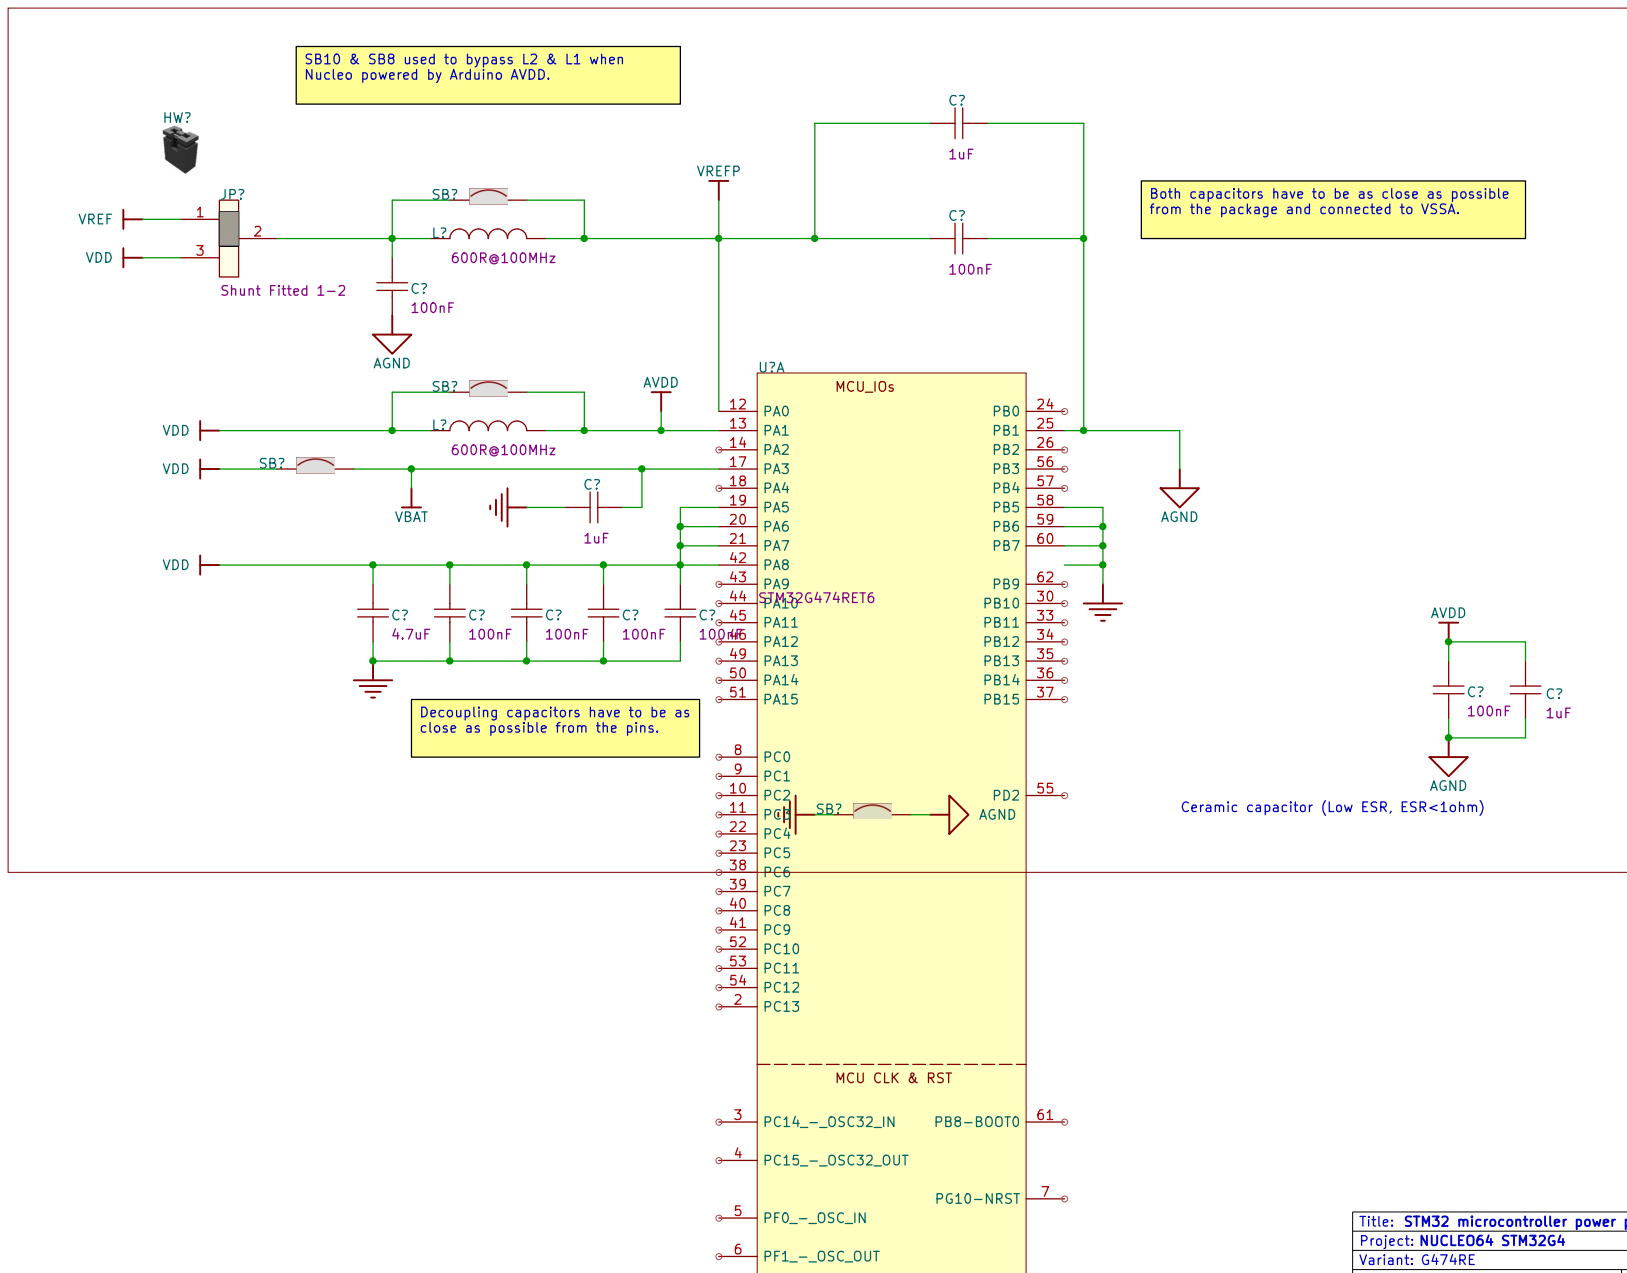 SB10 & SB8 used to bypass L2 & L1 when
Nucleo powered by Arduino AVDD.
HW?
C?
1uF
VREFP
Both capacitors have to be as close as possible
from the package and connected to VSSA.
JP?
VREF
1
2
VDD
3
Shunt Fitted 1-2
SB?
L?
600R@100MHz
C?
100nF
AGND
C?
100nF
U?A
MCU_IOs
SB?
AVDD
L?
VDD
600R@100MHz
VDD
SB?
VBAT
C?
1uF
VDD
C?
4.7uF
C?
100nF
C?
100nF
C?
100nF
C?
100nF
Decoupling capacitors have to be as
close as possible from the pins.
12 PA0
13 PA1
14 PA2
17 PA3
18 PA4
19 PA5
20 PA6
21 PA7
42 PA8
43 PA9
STM32G474RET6
44 PA10
45 PA11
46 PA12
49 PA13
50 PA14
51 PA15
8 PC0
9 PC1
10 PC2
11 PC3
22 PC4
23 PC5
38 PC6
39 PC7
40 PC8
41 PC9
52 PC10
53 PC11
54 PC12
2 PC13
PB0 24
PB1 25
PB2 26
PB3 56
PB4 57
PB5 58
PB6 59
PB7 60
PB9 62
PB10 30
PB11 33
PB12 34
PB13 35
PB14 36
PB15 37
PD2 55
SB?
AGND
AGND
AVDD
C?
100nF
C?
1uF
AGND
Ceramic capacitor (Low ESR, ESR<1ohm)
MCU CLK & RST
3 PC14_-_OSC32_IN
PB8-BOOT0 61
4 PC15_-_OSC32_OUT
PG10-NRST 7
5 PF0_-_OSC_IN
6 PF1_-_OSC_OUT
Title: STM32 microcontroller power
Project: NUCLEO64 STM32G4
Variant: G474RE